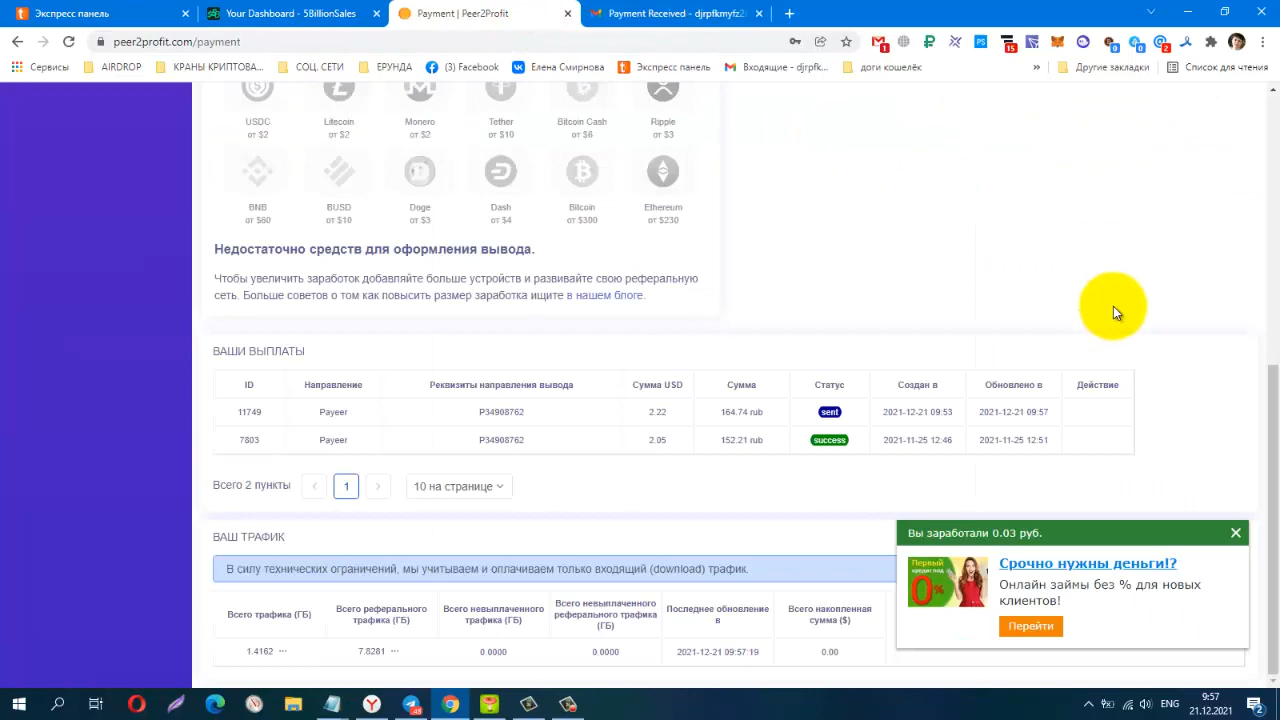 Экспресс панель
Your Dashboard - 5BillionSales
Payment | Peer2Profit
Payment Received - djrpfkmyfz2
peer2profit.com/payment
1
15
0
0
2
Сервисы
AIRDROP
КРАНЫ КРИПТОВА...
СОЦ. СЕТИ
ЕРУНДА
(3) Facebook
Елена Смирнова
Экспресс панель
Входящие - djrpfk...
доги кошелёк
»
Другие закладки
Список для чтения
USDC Litecoin Monero Tether Bitcoin Cash Ripple
от $2 от $2 от $2 от $10 от $6 от $3
BNB BUSD Doge Dash Bitcoin Ethereum
от $60 от $10 от $3 от $4 от $300 от $230
Недостаточно средств для оформления вывода.
Чтобы увеличить заработок добавляйте больше устройств и развивайте свою реферальную
сеть. Больше советов о том как повысить размер заработка ищите в нашем блоге.
ВАШИ ВЫПЛАТЫ
ID Направление Реквизиты направления вывода Сумма USD Сумма Статус Создан в Обновлено в Действие
11749 Payeer P34908762 2.22 164.74 rub sent 2021-12-21 09:53 2021-12-21 09:57
7803 Payeer P34908762 2.05 152.21 rub success 2021-11-25 12:46 2021-11-25 12:51
Всего 2 пункты
1
10 на странице
ВАШ ТРАФИК
В силу технических ограничений, мы учитываем и оплачиваем только входящий (download) трафик.
Всего трафика (ГБ)
Всего реферального
трафика (ГБ)
Всего невыплаченного
трафика (ГБ)
Всего невыплаченного
реферального трафика
(ГБ)
Последнее обновление
в
Всего накопленная
сумма ($)
1.4162 ··· 7.8281 ··· 0.0000 0.0000 2021-12-21 09:57:19 0.00
Вы заработали 0.03 руб.
Первый
кредит под
0%
Срочно нужны деньги!?
Онлайн займы без % для новых
клиентов!
Перейти
48
ENG
9:57
21.12.2021
2